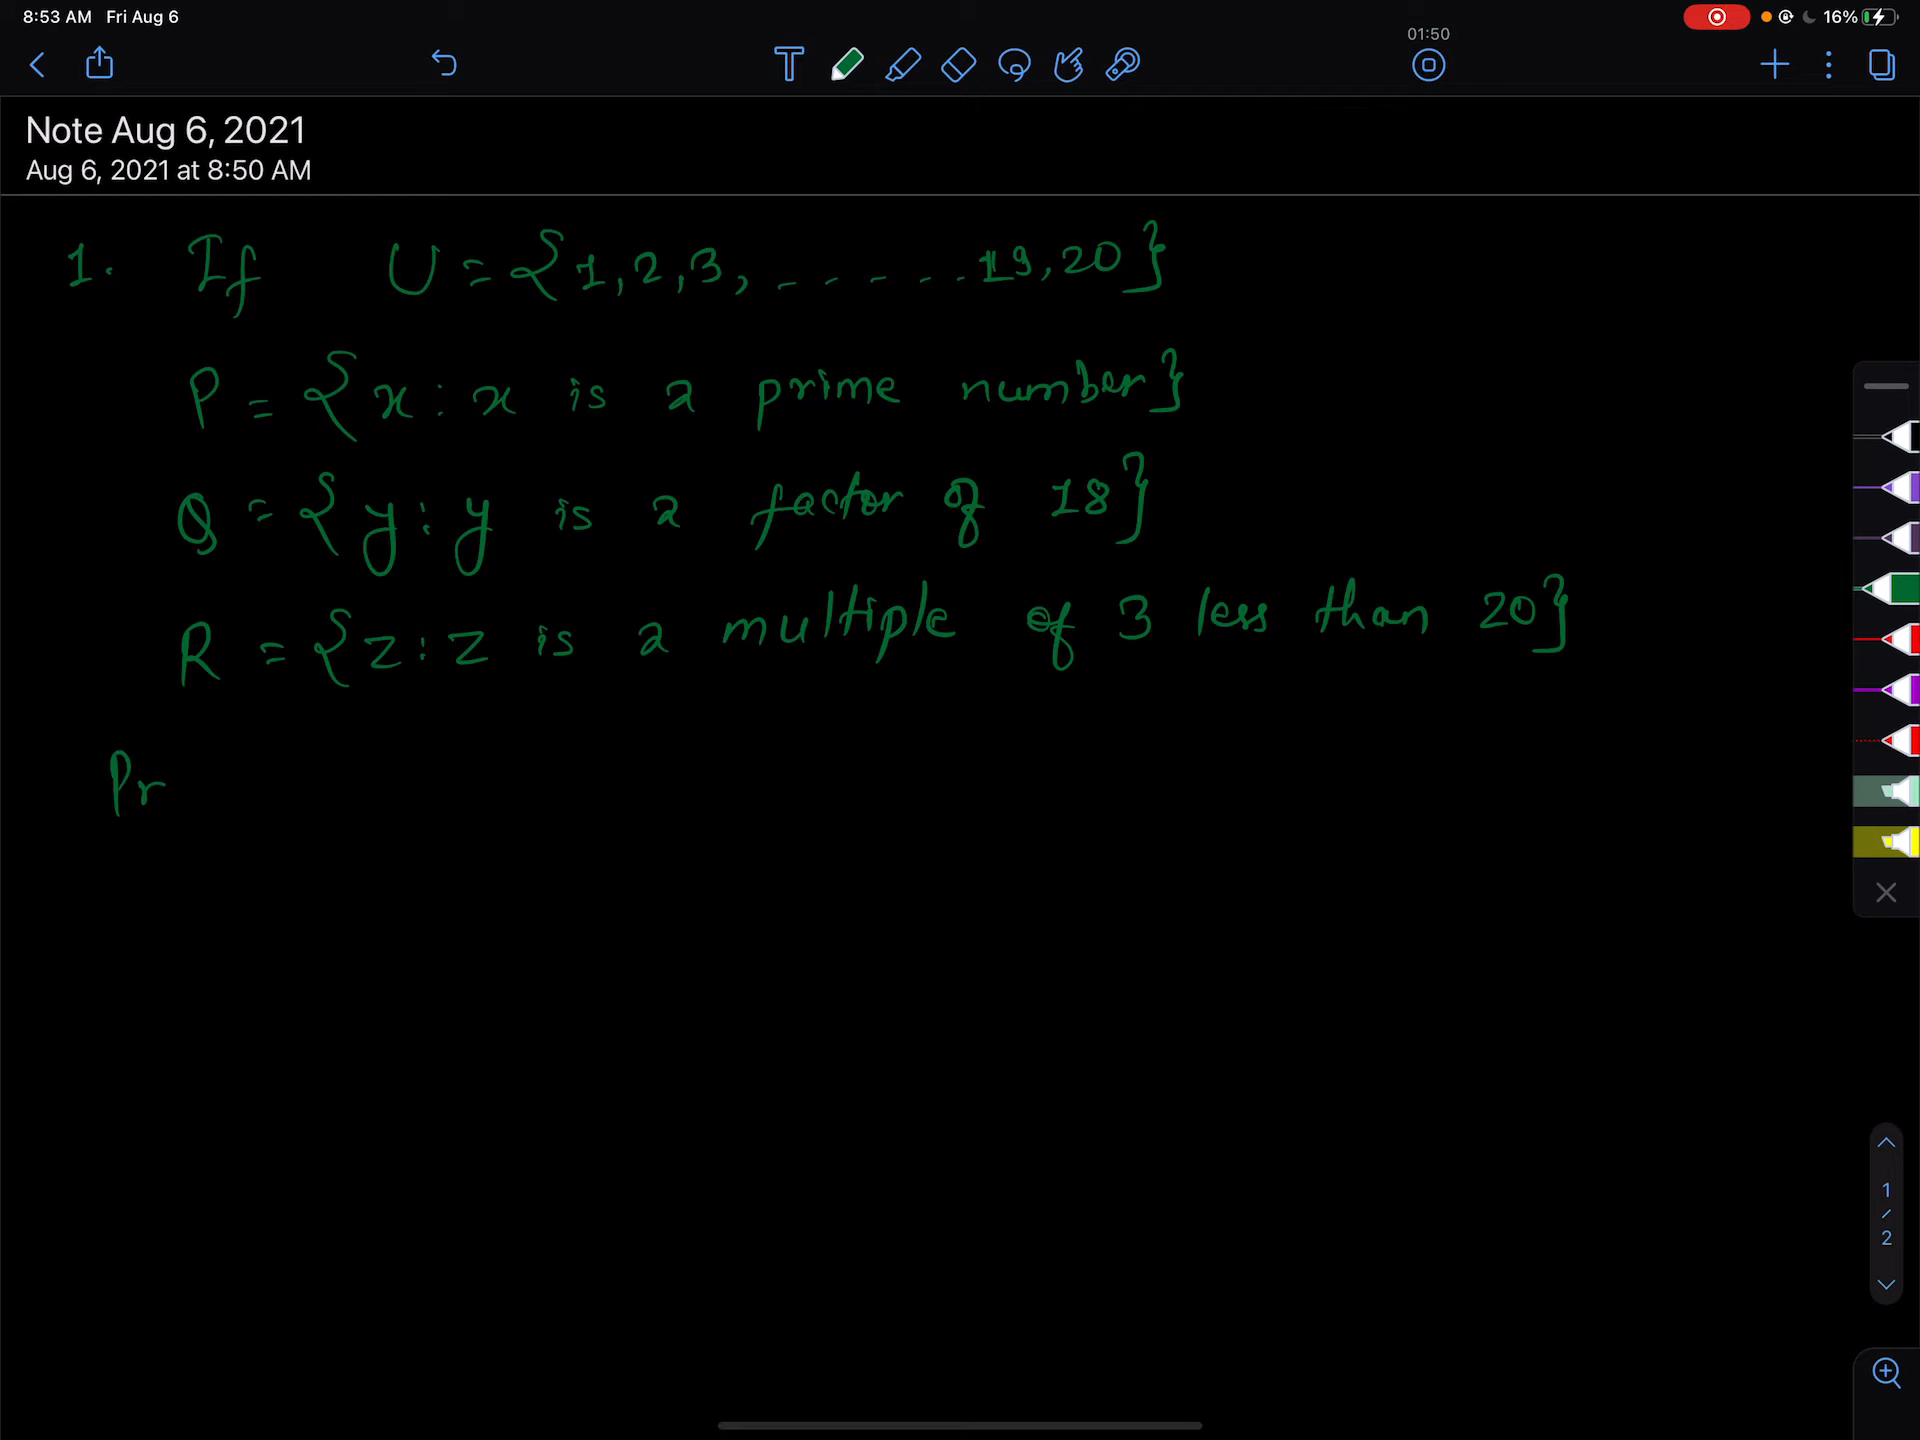 8:53 AM Fri Aug 6
16%
01:50
Note Aug 6, 2021
Aug 6, 2021 at 8:50 AM
1. If U = {1, 2, 3, ....... 19, 20}
P = {x : x is a prime number}
Q = {y : y is a factor of 18}
R = {z : z is a multiple of 3 less than 20}
Pr
1
/
2